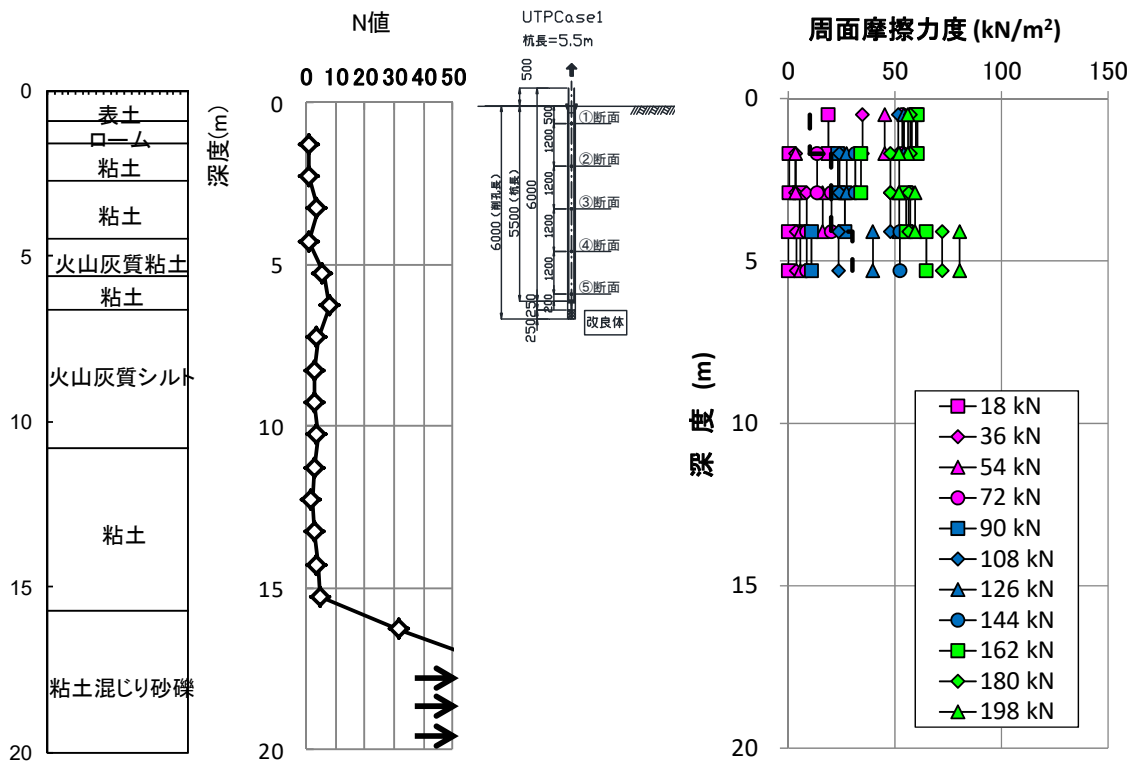 0
表土
ローム
粘土
粘土
5
火山灰質粘土
粘土
火山灰質シルト
10
粘土
15
粘土混じり砂礫
20
N値
0 10 20 30 40 50
深度(m)
0
5
10
15
20
UTPCase1
杭長=5.5m
500
500
①断面
1200
②断面
1200
③断面
1200
④断面
1200
⑤断面
200
6000(削孔長)
5500(杭長)
6000
250
250
改良体
周面摩擦力度 (kN/m²)
0 50 100 150
深 度 (m)
0
5
10
15
20
18 kN
36 kN
54 kN
72 kN
90 kN
108 kN
126 kN
144 kN
162 kN
180 kN
198 kN